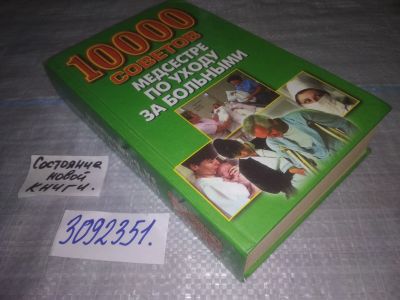 10000
СОВЕТОВ
МЕДСЕСТРЕ
ПО УХОДУ
ЗА БОЛЬНЫМИ
Состояние
новой
книги.
3092351.